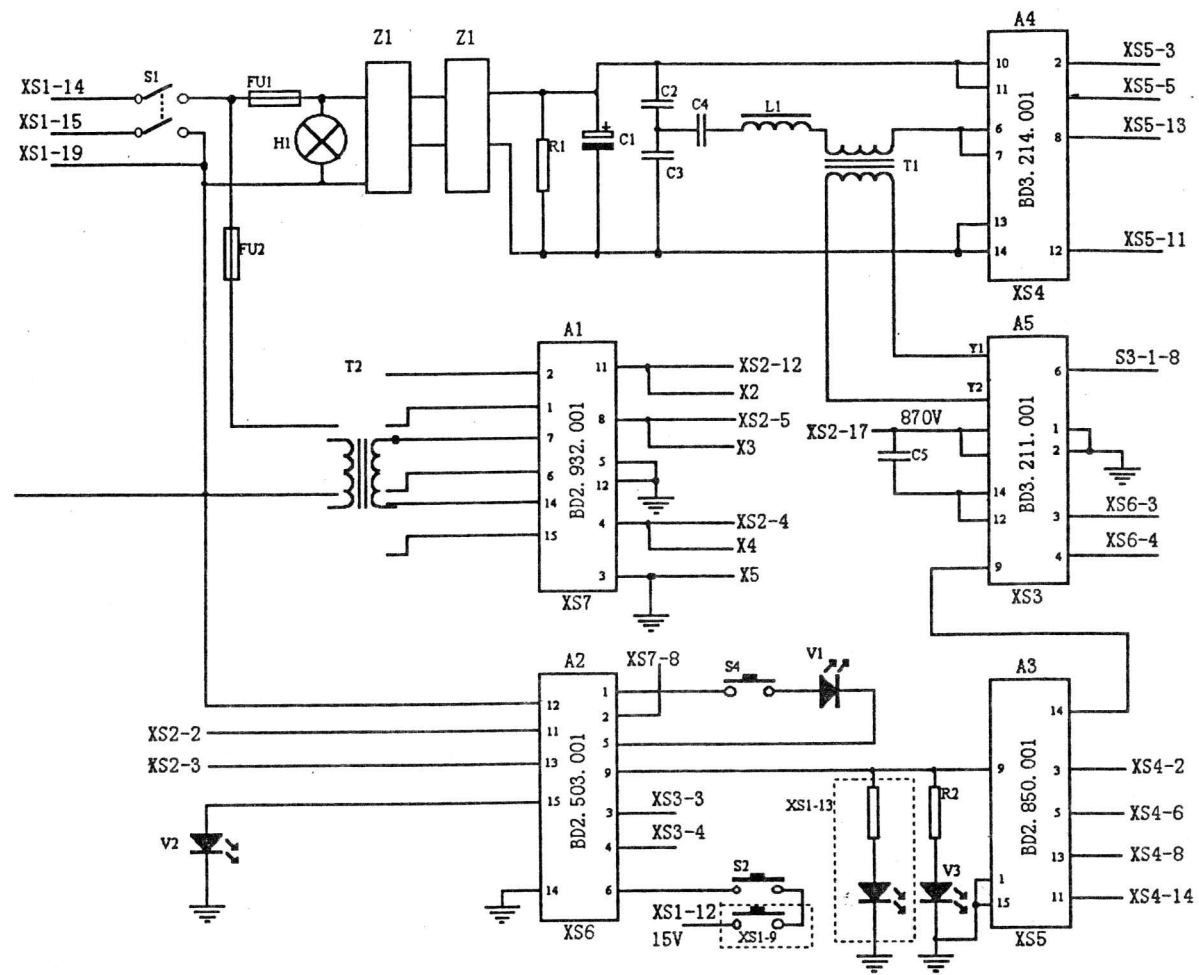 A4
Z1 Z1
XS1-14 S1 FU1
XS1-15
XS1-19
H1
FU2
R1
+
C1
C2
C3
C4
L1
T1
10
11
6
7
13
14
2
8
12
BD3.214.001
XS5-3
XS5-5
XS5-13
XS5-11
XS4
T2
A1
2
1
7
6
14
15
11
8
5
12
4
3
BD2.932.001
XS2-12
X2
XS2-5
X3
XS2-4
X4
X5
XS7
A5
Y1
Y2
XS2-17
870V
C5
14
12
9
6
1
2
3
4
BD3.211.001
S3-1-8
XS6-3
XS6-4
XS3
A2
XS7-8
S4
V1
XS2-2
XS2-3
V2
12
11
13
15
14
1
2
5
9
3
4
6
BD2.503.001
XS3-3
XS3-4
S2
XS1-12
15V
XS1-9
XS6
XS1-13
R2
V3
A3
14
9
3
5
13
1
15
11
BD2.850.001
XS4-2
XS4-6
XS4-8
XS4-14
XS5